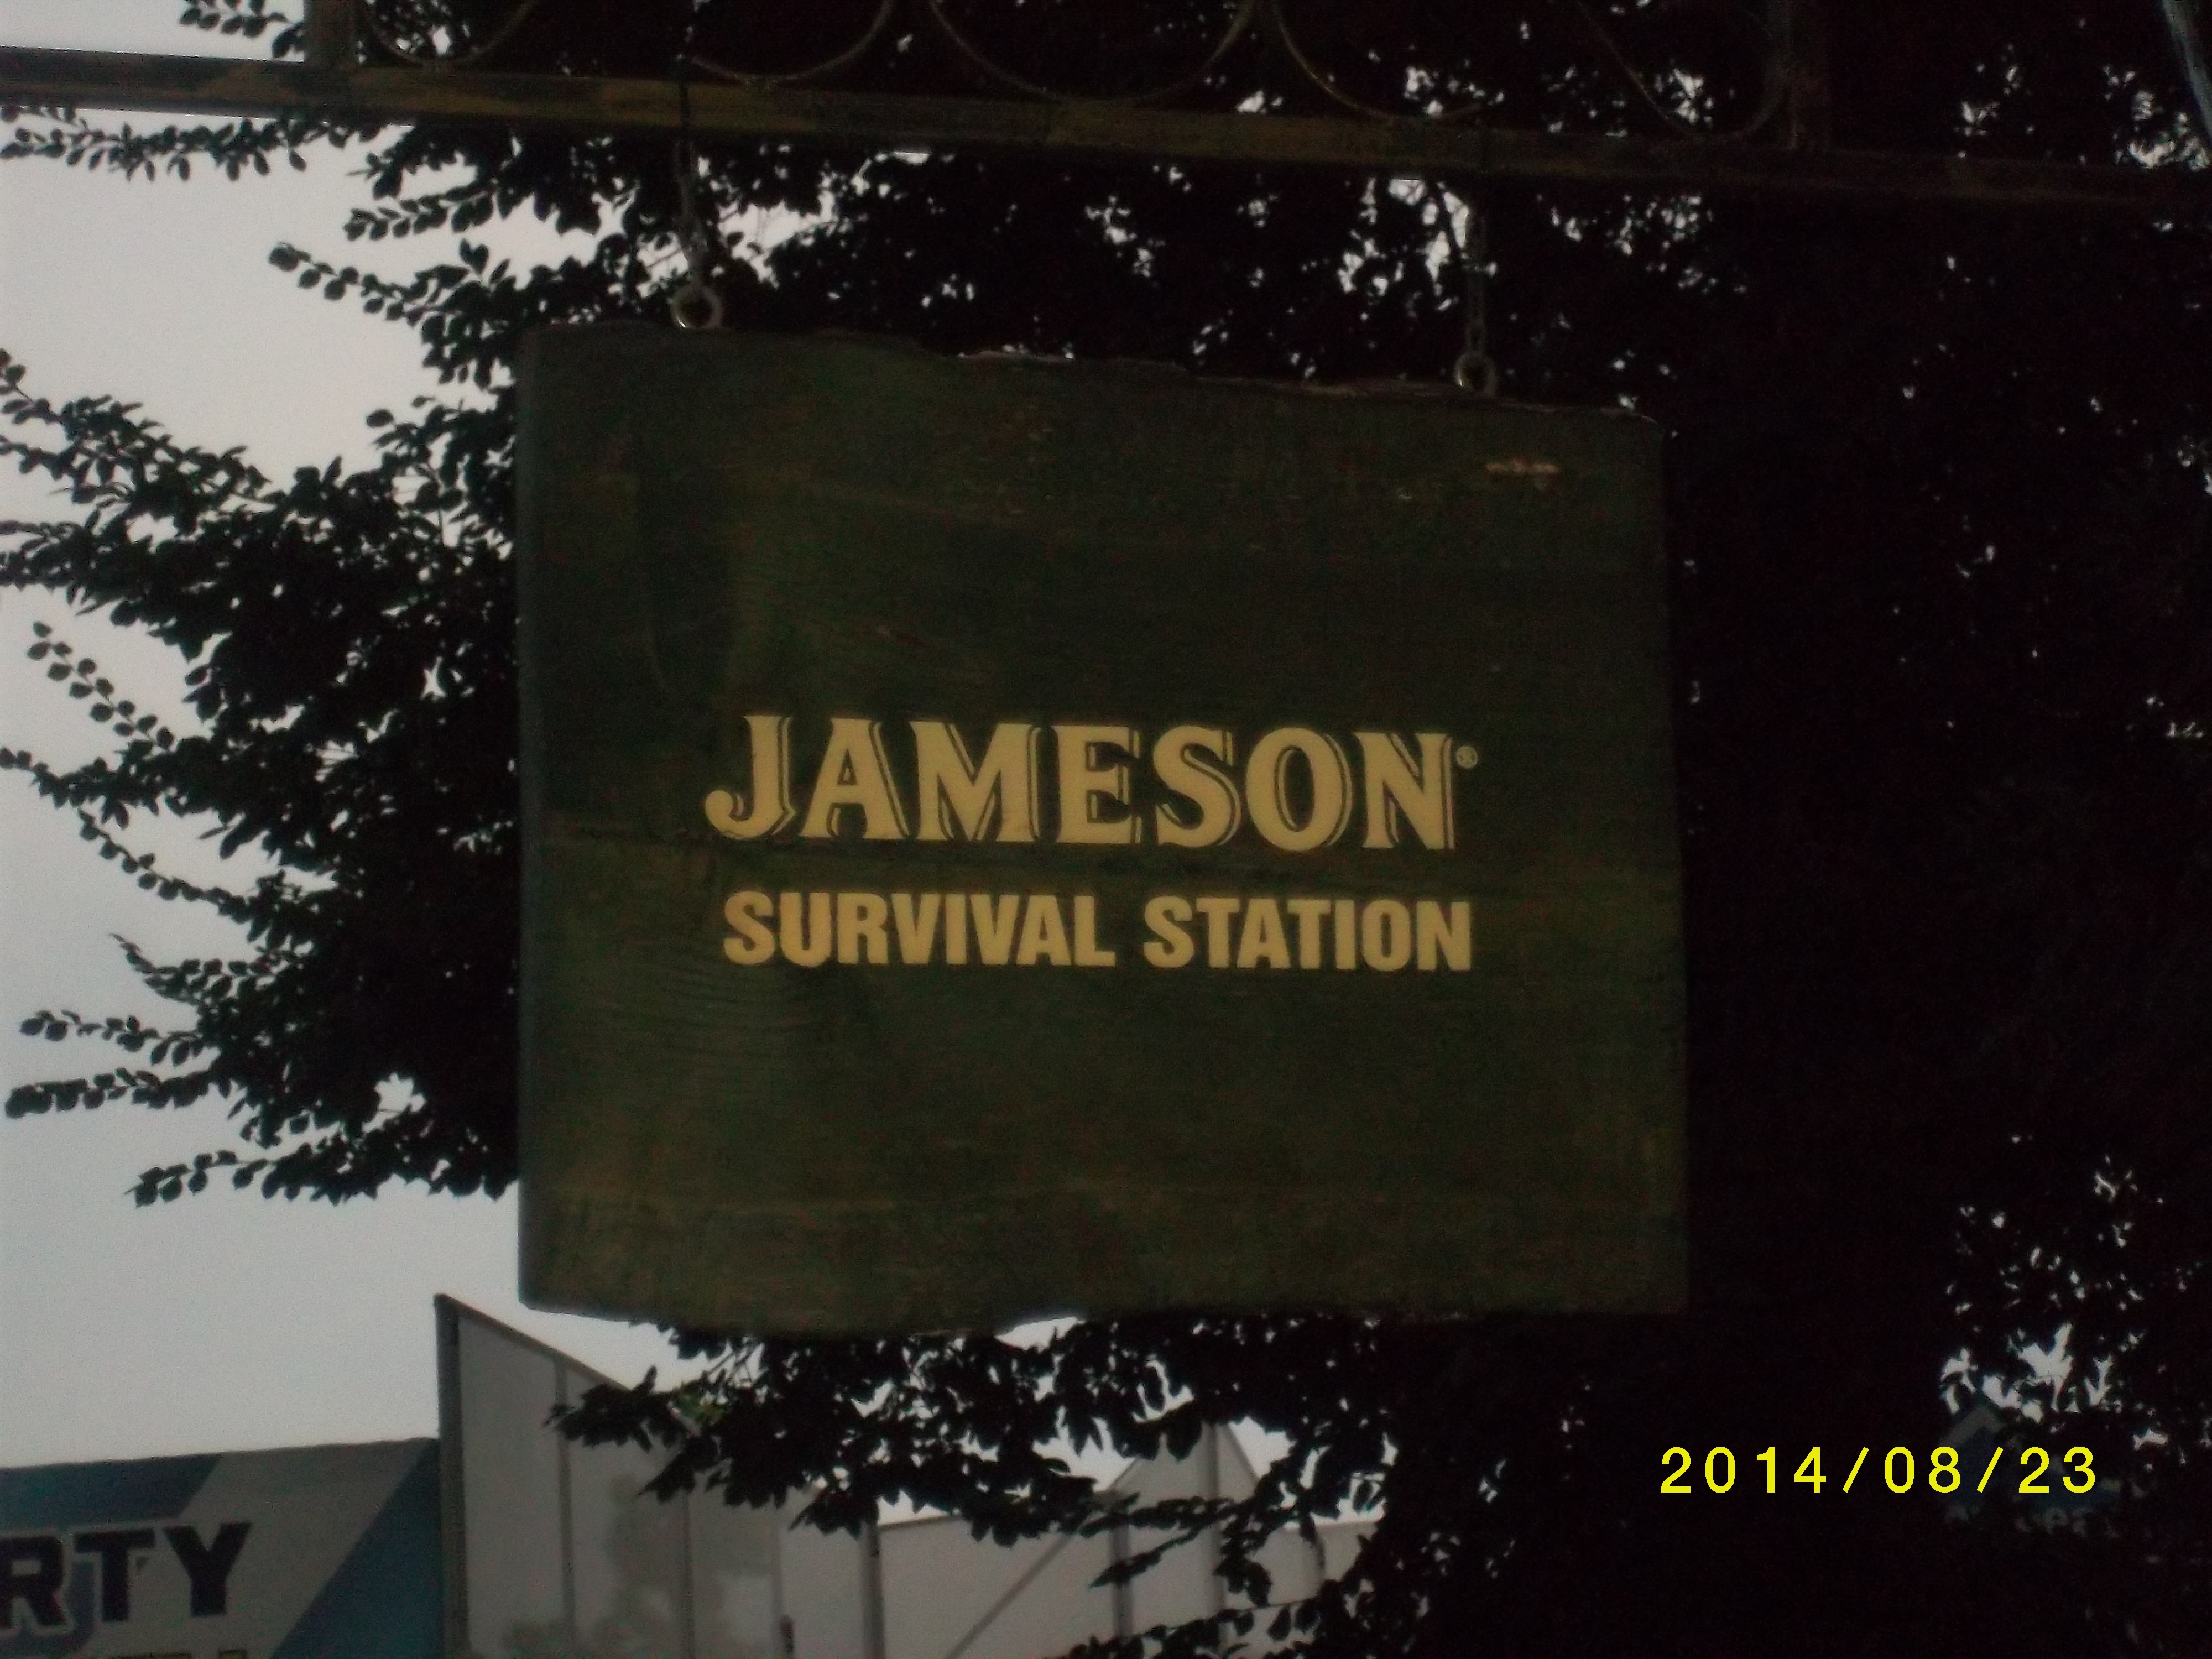 JAMESON®
SURVIVAL STATION
2014/08/23
RTY